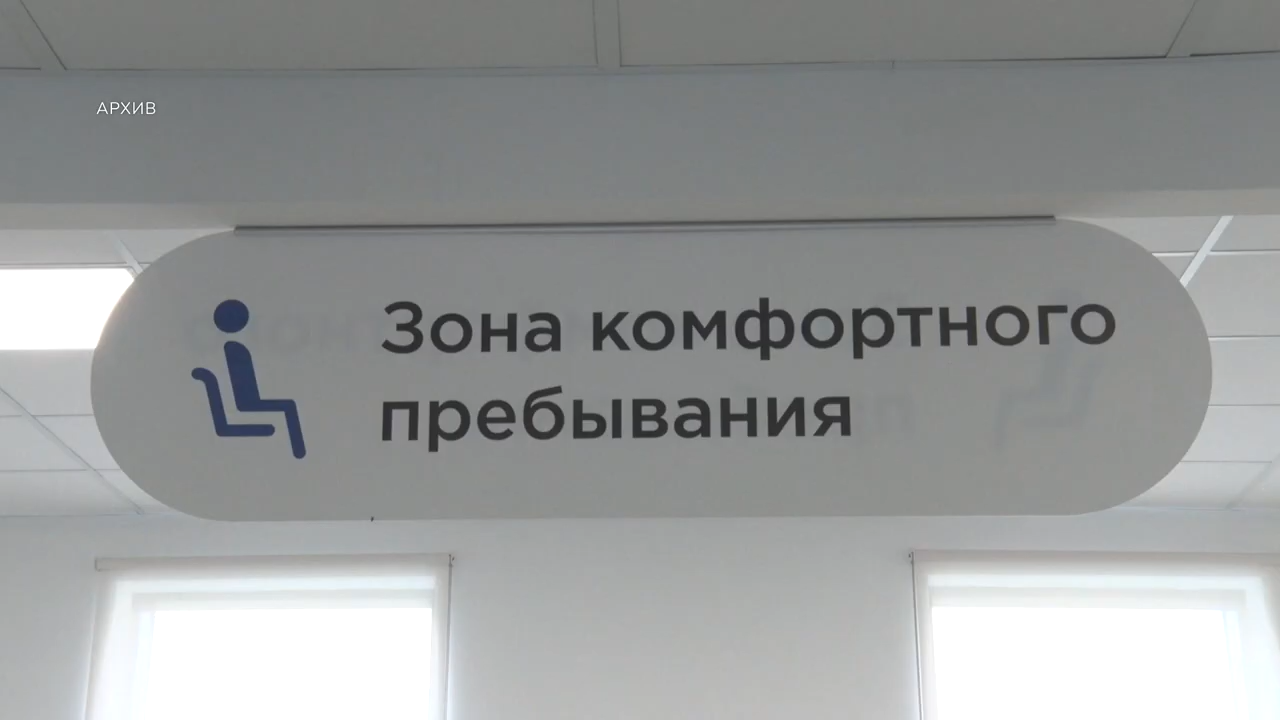 АРХИВ
Зона комфортного
пребывания